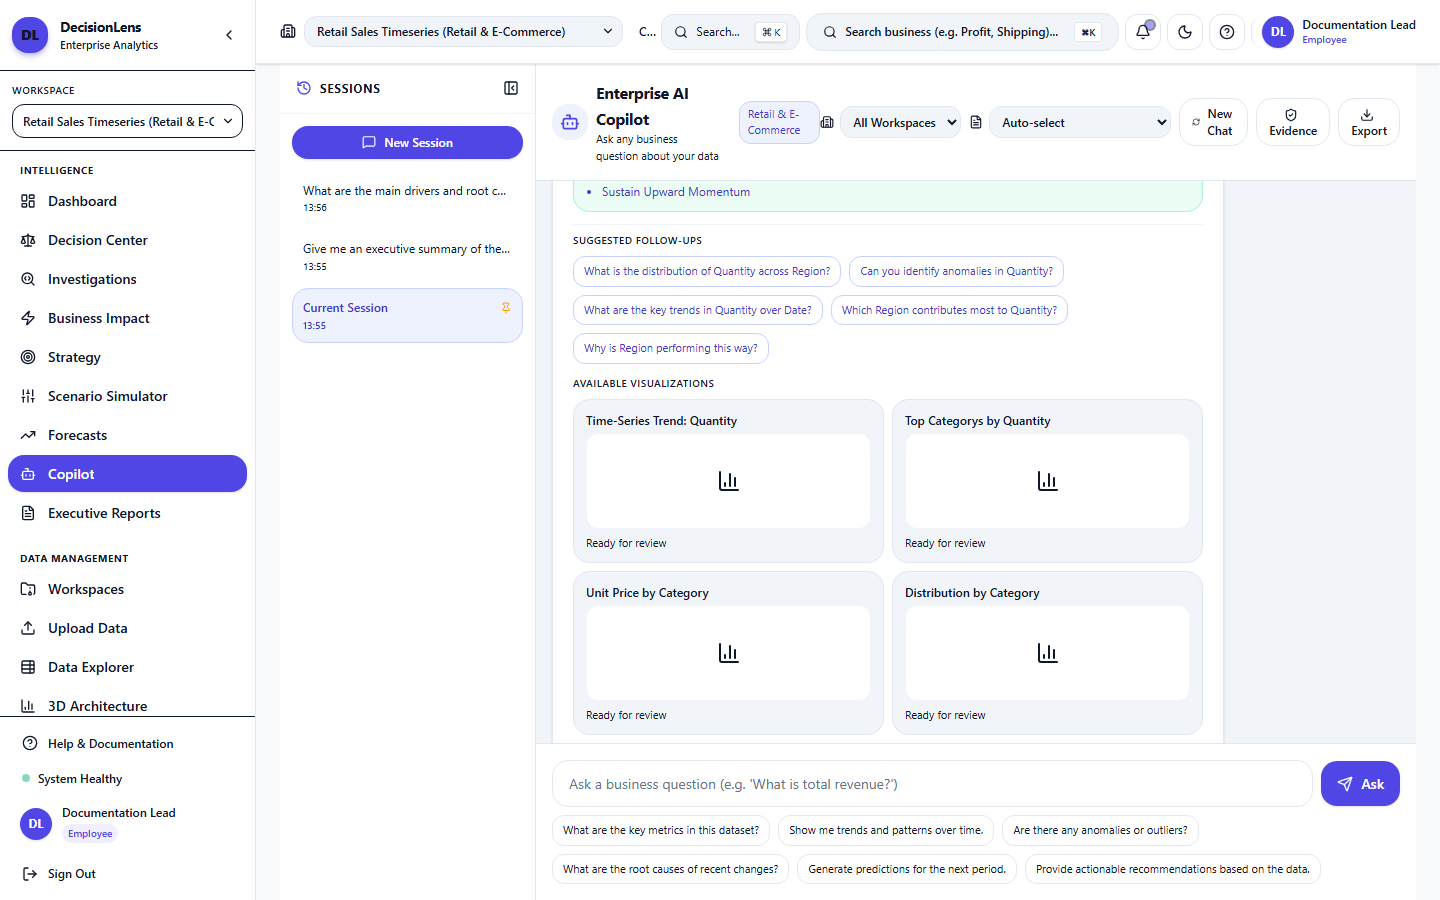 DL
DecisionLens
Enterprise Analytics
WORKSPACE
Retail Sales Timeseries (Retail & E-C
INTELLIGENCE
Dashboard
Decision Center
Investigations
Business Impact
Strategy
Scenario Simulator
Forecasts
Copilot
Executive Reports
DATA MANAGEMENT
Workspaces
Upload Data
Data Explorer
3D Architecture
Help & Documentation
System Healthy
DL
Documentation Lead
Employee
Sign Out
Retail Sales Timeseries (Retail & E-Commerce)
C...
Search...
⌘ K
Search business (e.g. Profit, Shipping)...
⌘K
DL
Documentation Lead
Employee
SESSIONS
New Session
What are the main drivers and root c...
13:56
Give me an executive summary of the...
13:55
Current Session
13:55
Enterprise AI
Copilot
Ask any business
question about your data
Retail & E-
Commerce
All Workspaces
Auto-select
New
Chat
Evidence
Export
• Sustain Upward Momentum
SUGGESTED FOLLOW-UPS
What is the distribution of Quantity across Region?
Can you identify anomalies in Quantity?
What are the key trends in Quantity over Date?
Which Region contributes most to Quantity?
Why is Region performing this way?
AVAILABLE VISUALIZATIONS
Time-Series Trend: Quantity
Ready for review
Top Categorys by Quantity
Ready for review
Unit Price by Category
Ready for review
Distribution by Category
Ready for review
Ask a business question (e.g. 'What is total revenue?')
Ask
What are the key metrics in this dataset?
Show me trends and patterns over time.
Are there any anomalies or outliers?
What are the root causes of recent changes?
Generate predictions for the next period.
Provide actionable recommendations based on the data.